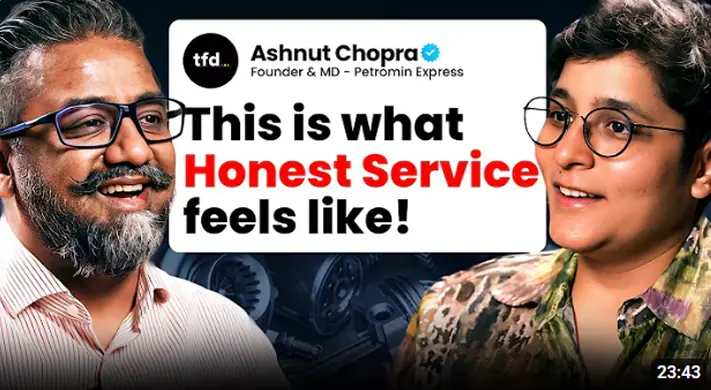 tfd...
Ashnut Chopra
Founder & MD - Petromin Express
This is what
Honest Service
feels like!
23:43